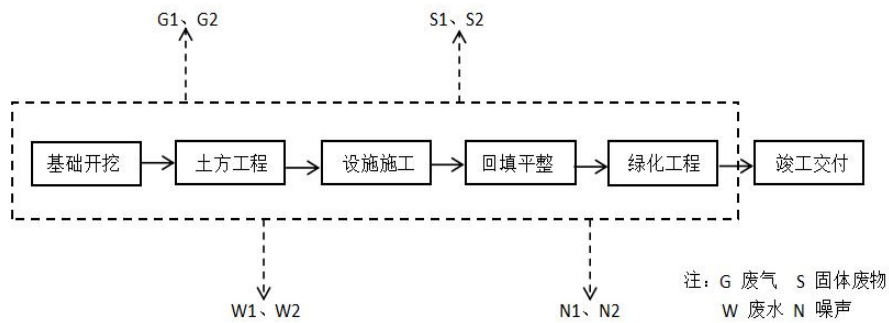 G1、G2
S1、S2
基础开挖
土方工程
设施施工
回填平整
绿化工程
竣工交付
W1、W2
N1、N2
注：G 废气 S 固体废物
W 废水 N 噪声